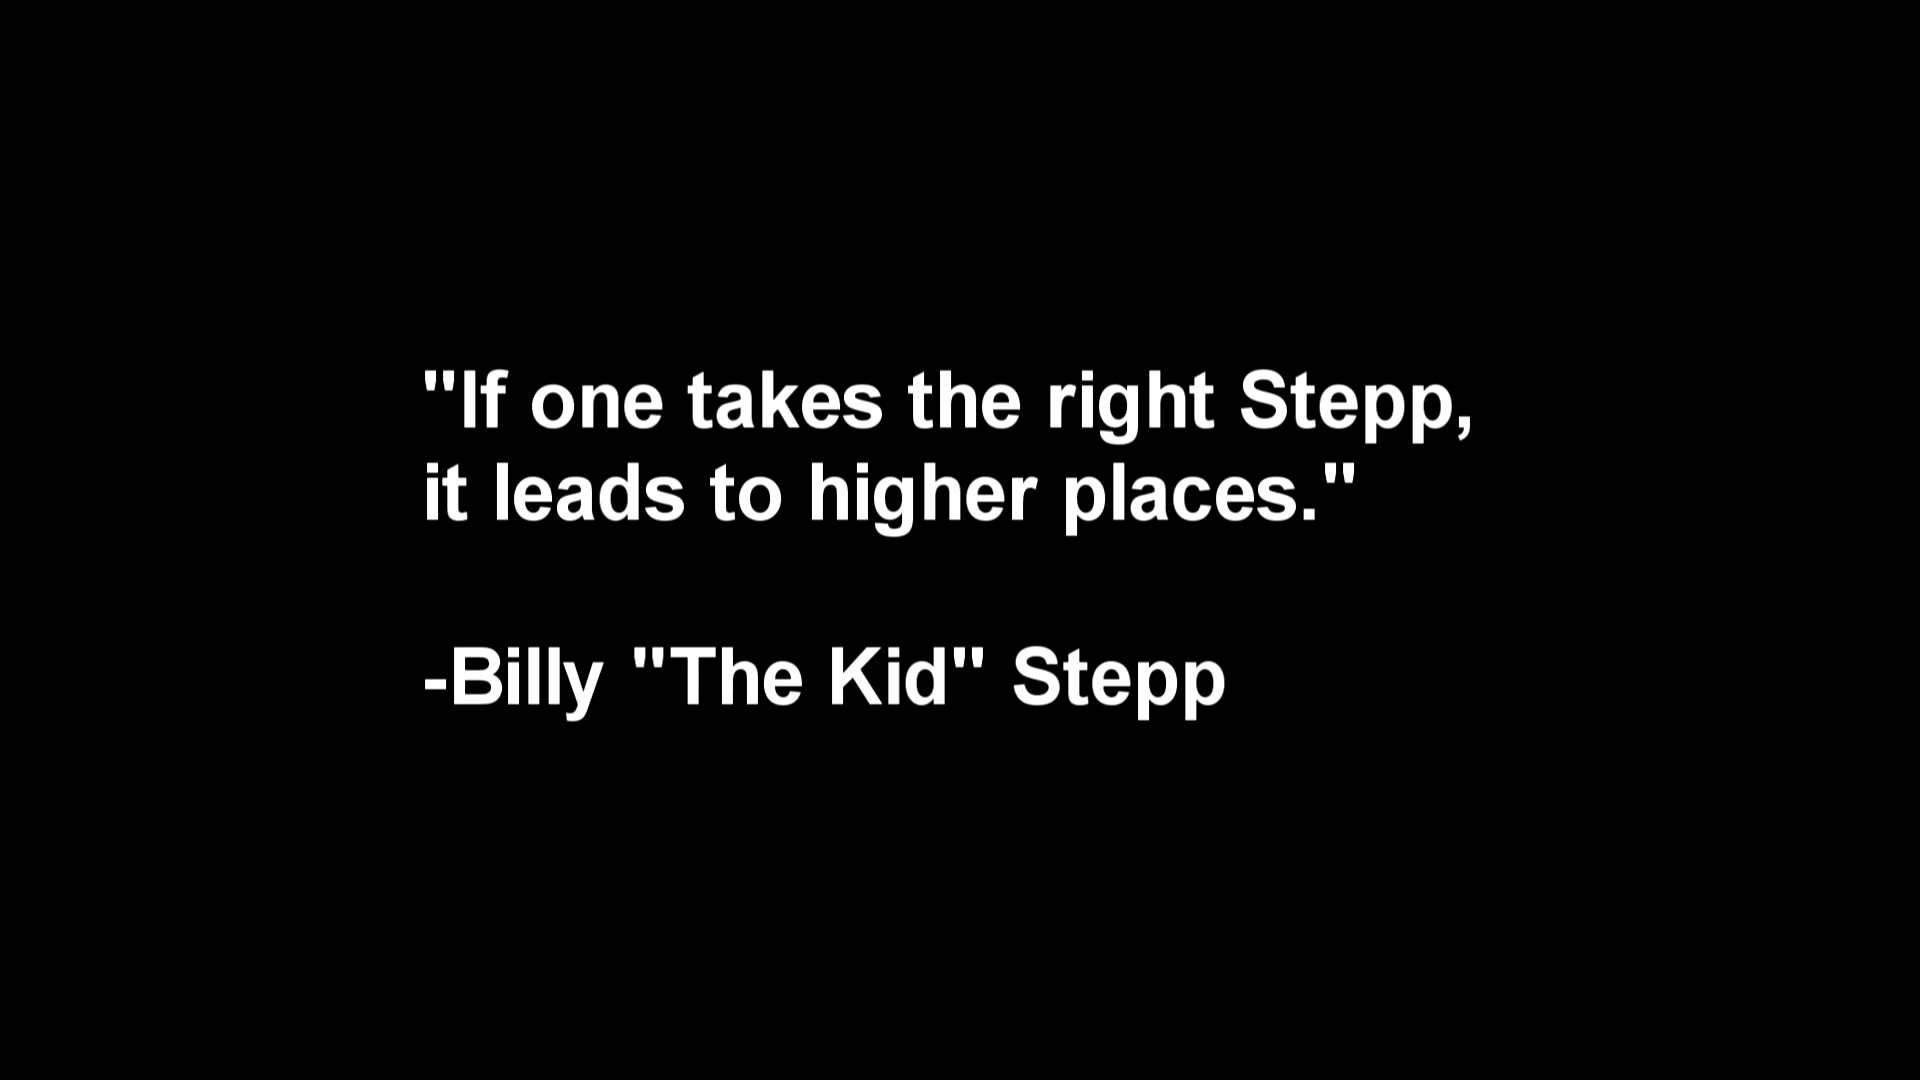 "If one takes the right Stepp,
it leads to higher places."
-Billy "The Kid" Stepp